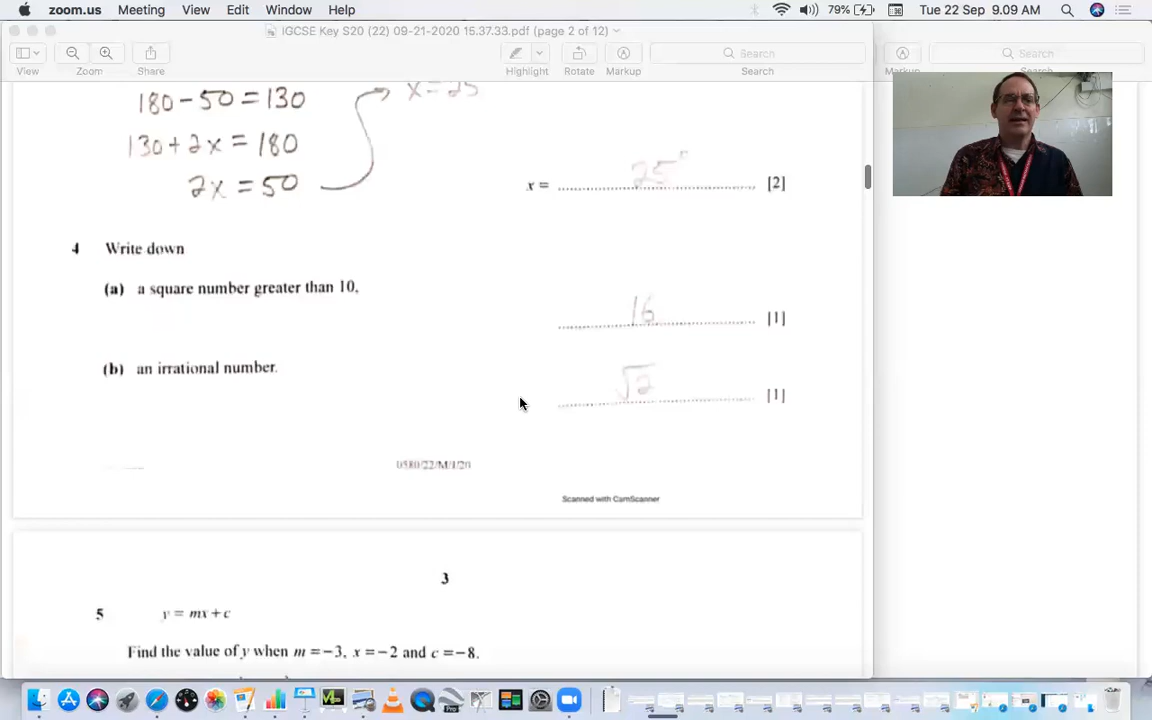 zoom.us Meeting View Edit Window Help 79% Tue 22 Sep 9.09 AM
IGCSE Key S20 (22) 09-21-2020 15.37.33.pdf (page 2 of 12)
View Zoom Share Highlight Rotate Markup Search
Search
Markup Search
180 - 50 = 130
x = 25
130 + 2x = 180
2x = 50
x = 25° [2]
4 Write down
(a) a square number greater than 10,
16 [1]
(b) an irrational number.
√2 [1]
0580/22/M/J/20
Scanned with CamScanner
3
5 y = mx + c
Find the value of y when m = −3, x = −2 and c = −8.